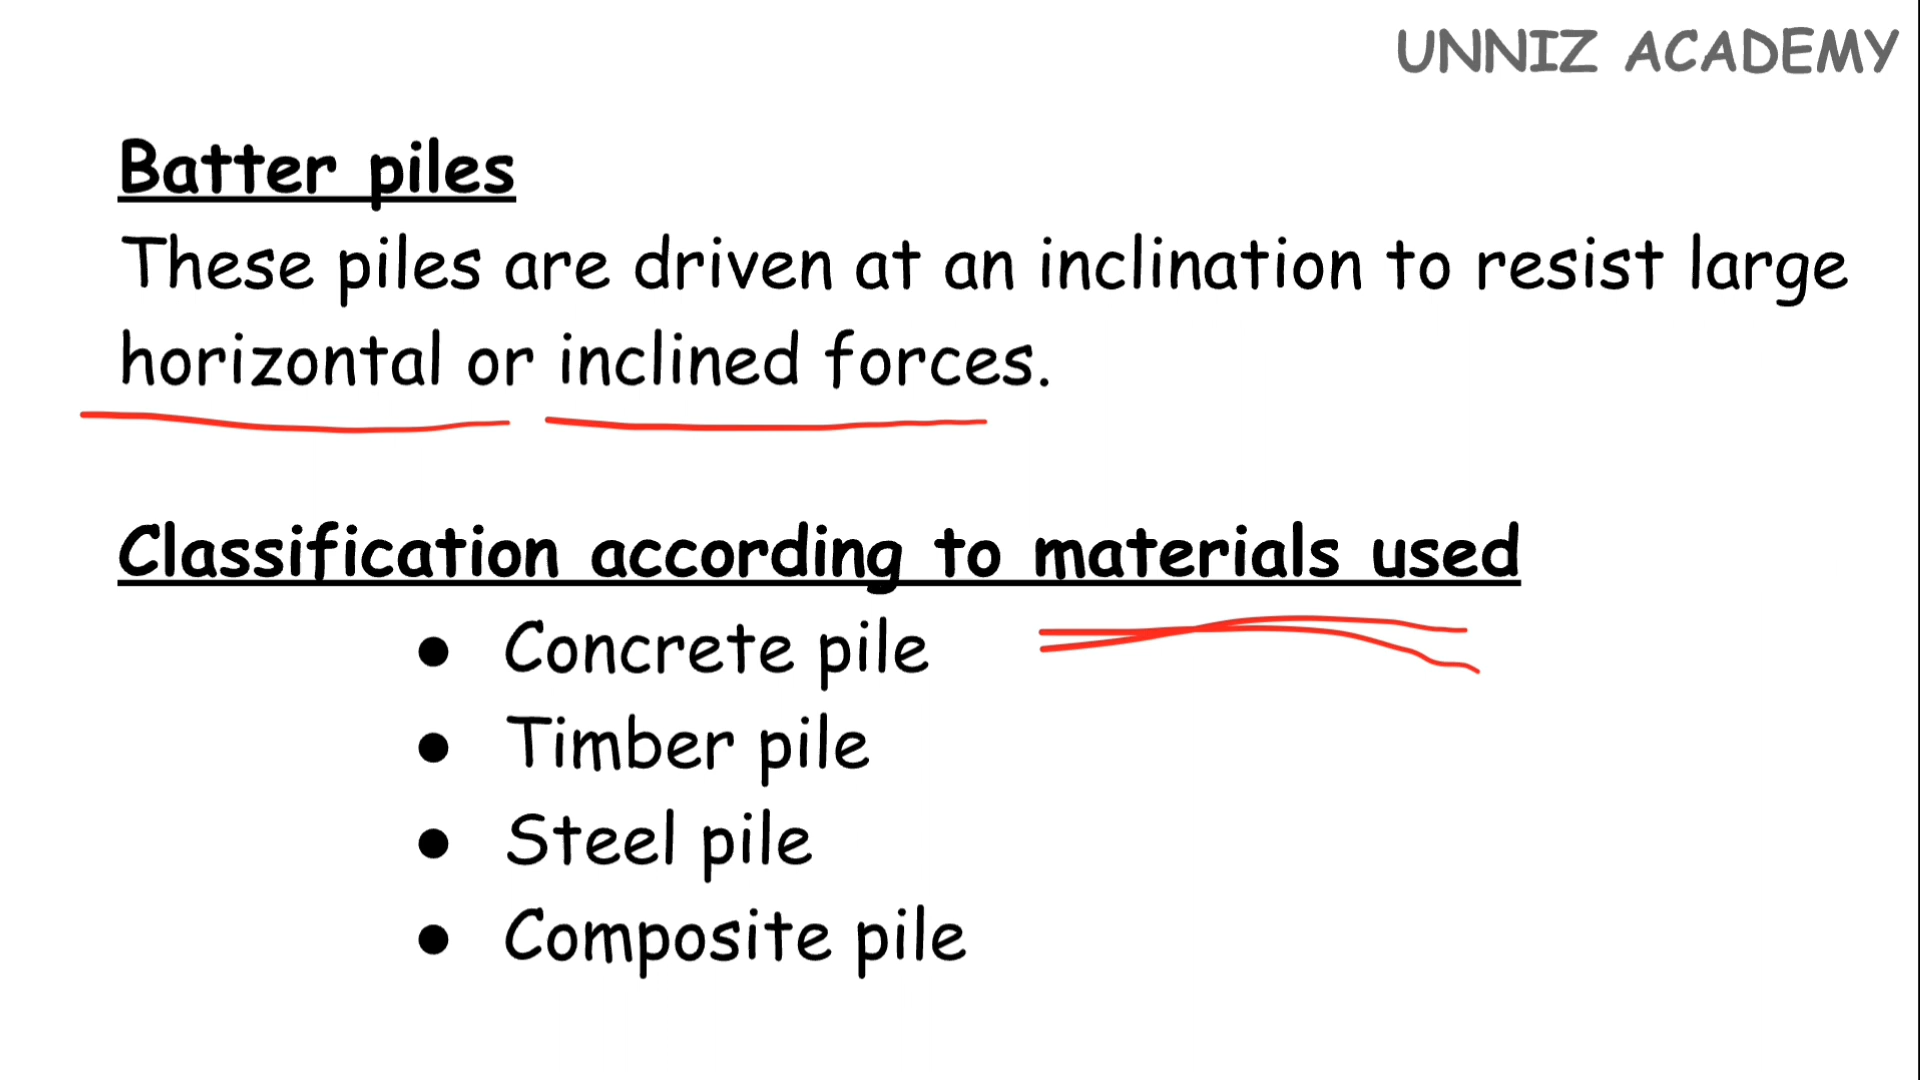 UNNIZ ACADEMY
Batter piles
These piles are driven at an inclination to resist large
horizontal or inclined forces.
Classification according to materials used
● Concrete pile
● Timber pile
● Steel pile
● Composite pile